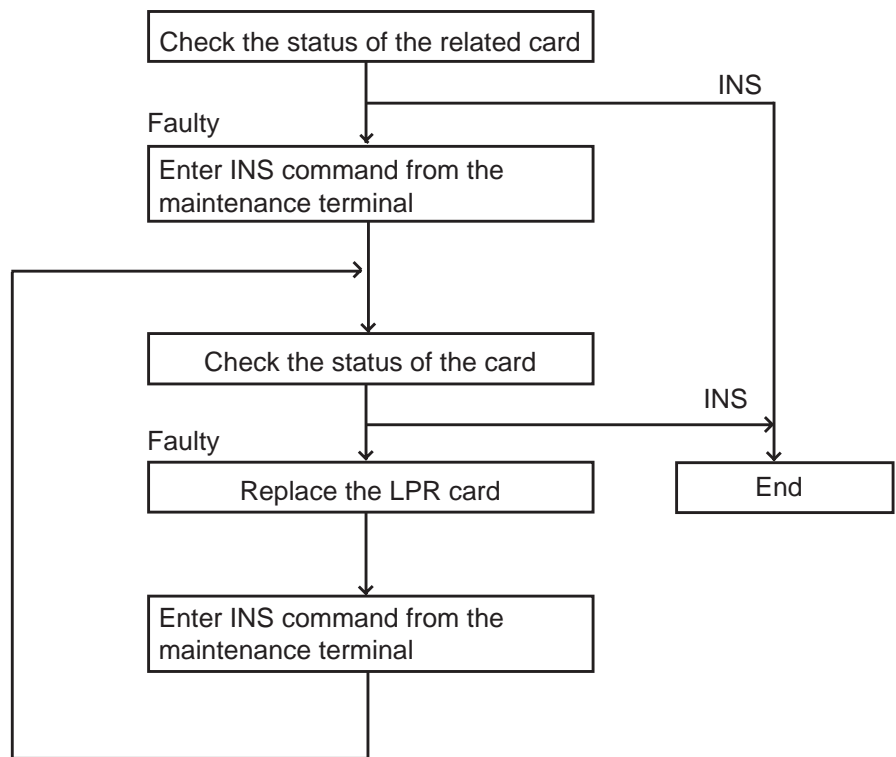 Check the status of the related card
INS
Faulty
Enter INS command from the
maintenance terminal
Check the status of the card
INS
Faulty
Replace the LPR card
End
Enter INS command from the
maintenance terminal